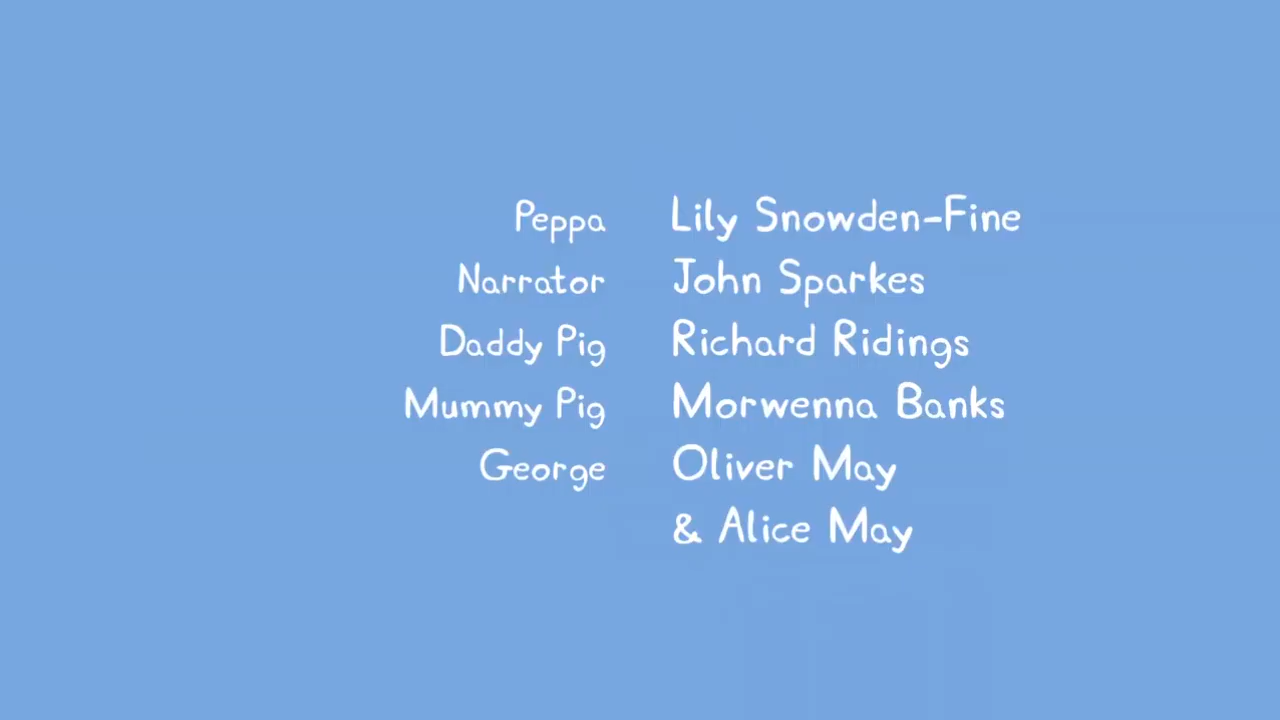 Peppa Lily Snowden-Fine
Narrator John Sparkes
Daddy Pig Richard Ridings
Mummy Pig Morwenna Banks
George Oliver May
& Alice May